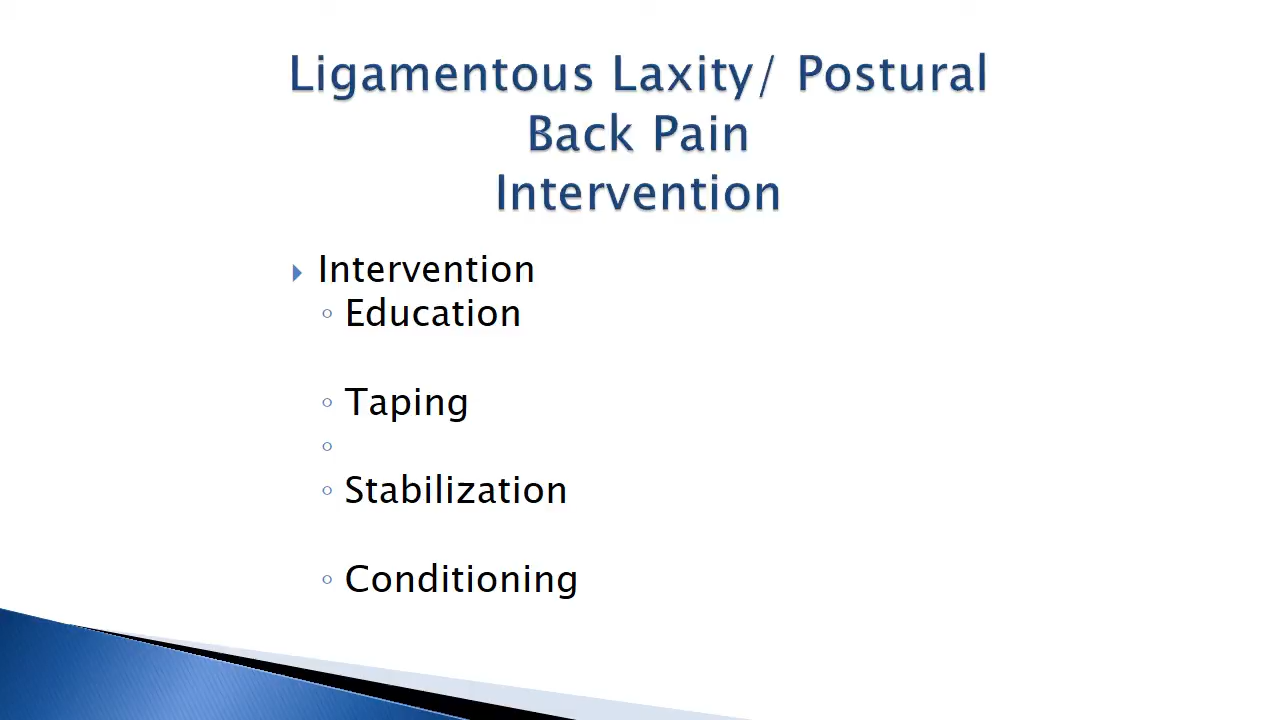 Ligamentous Laxity/ Postural
Back Pain
Intervention
Intervention
Education
Taping
Stabilization
Conditioning